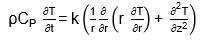 ρC_P ∂T/∂t = k (1/r ∂/∂r (r ∂T/∂r) + ∂²T/∂z²)